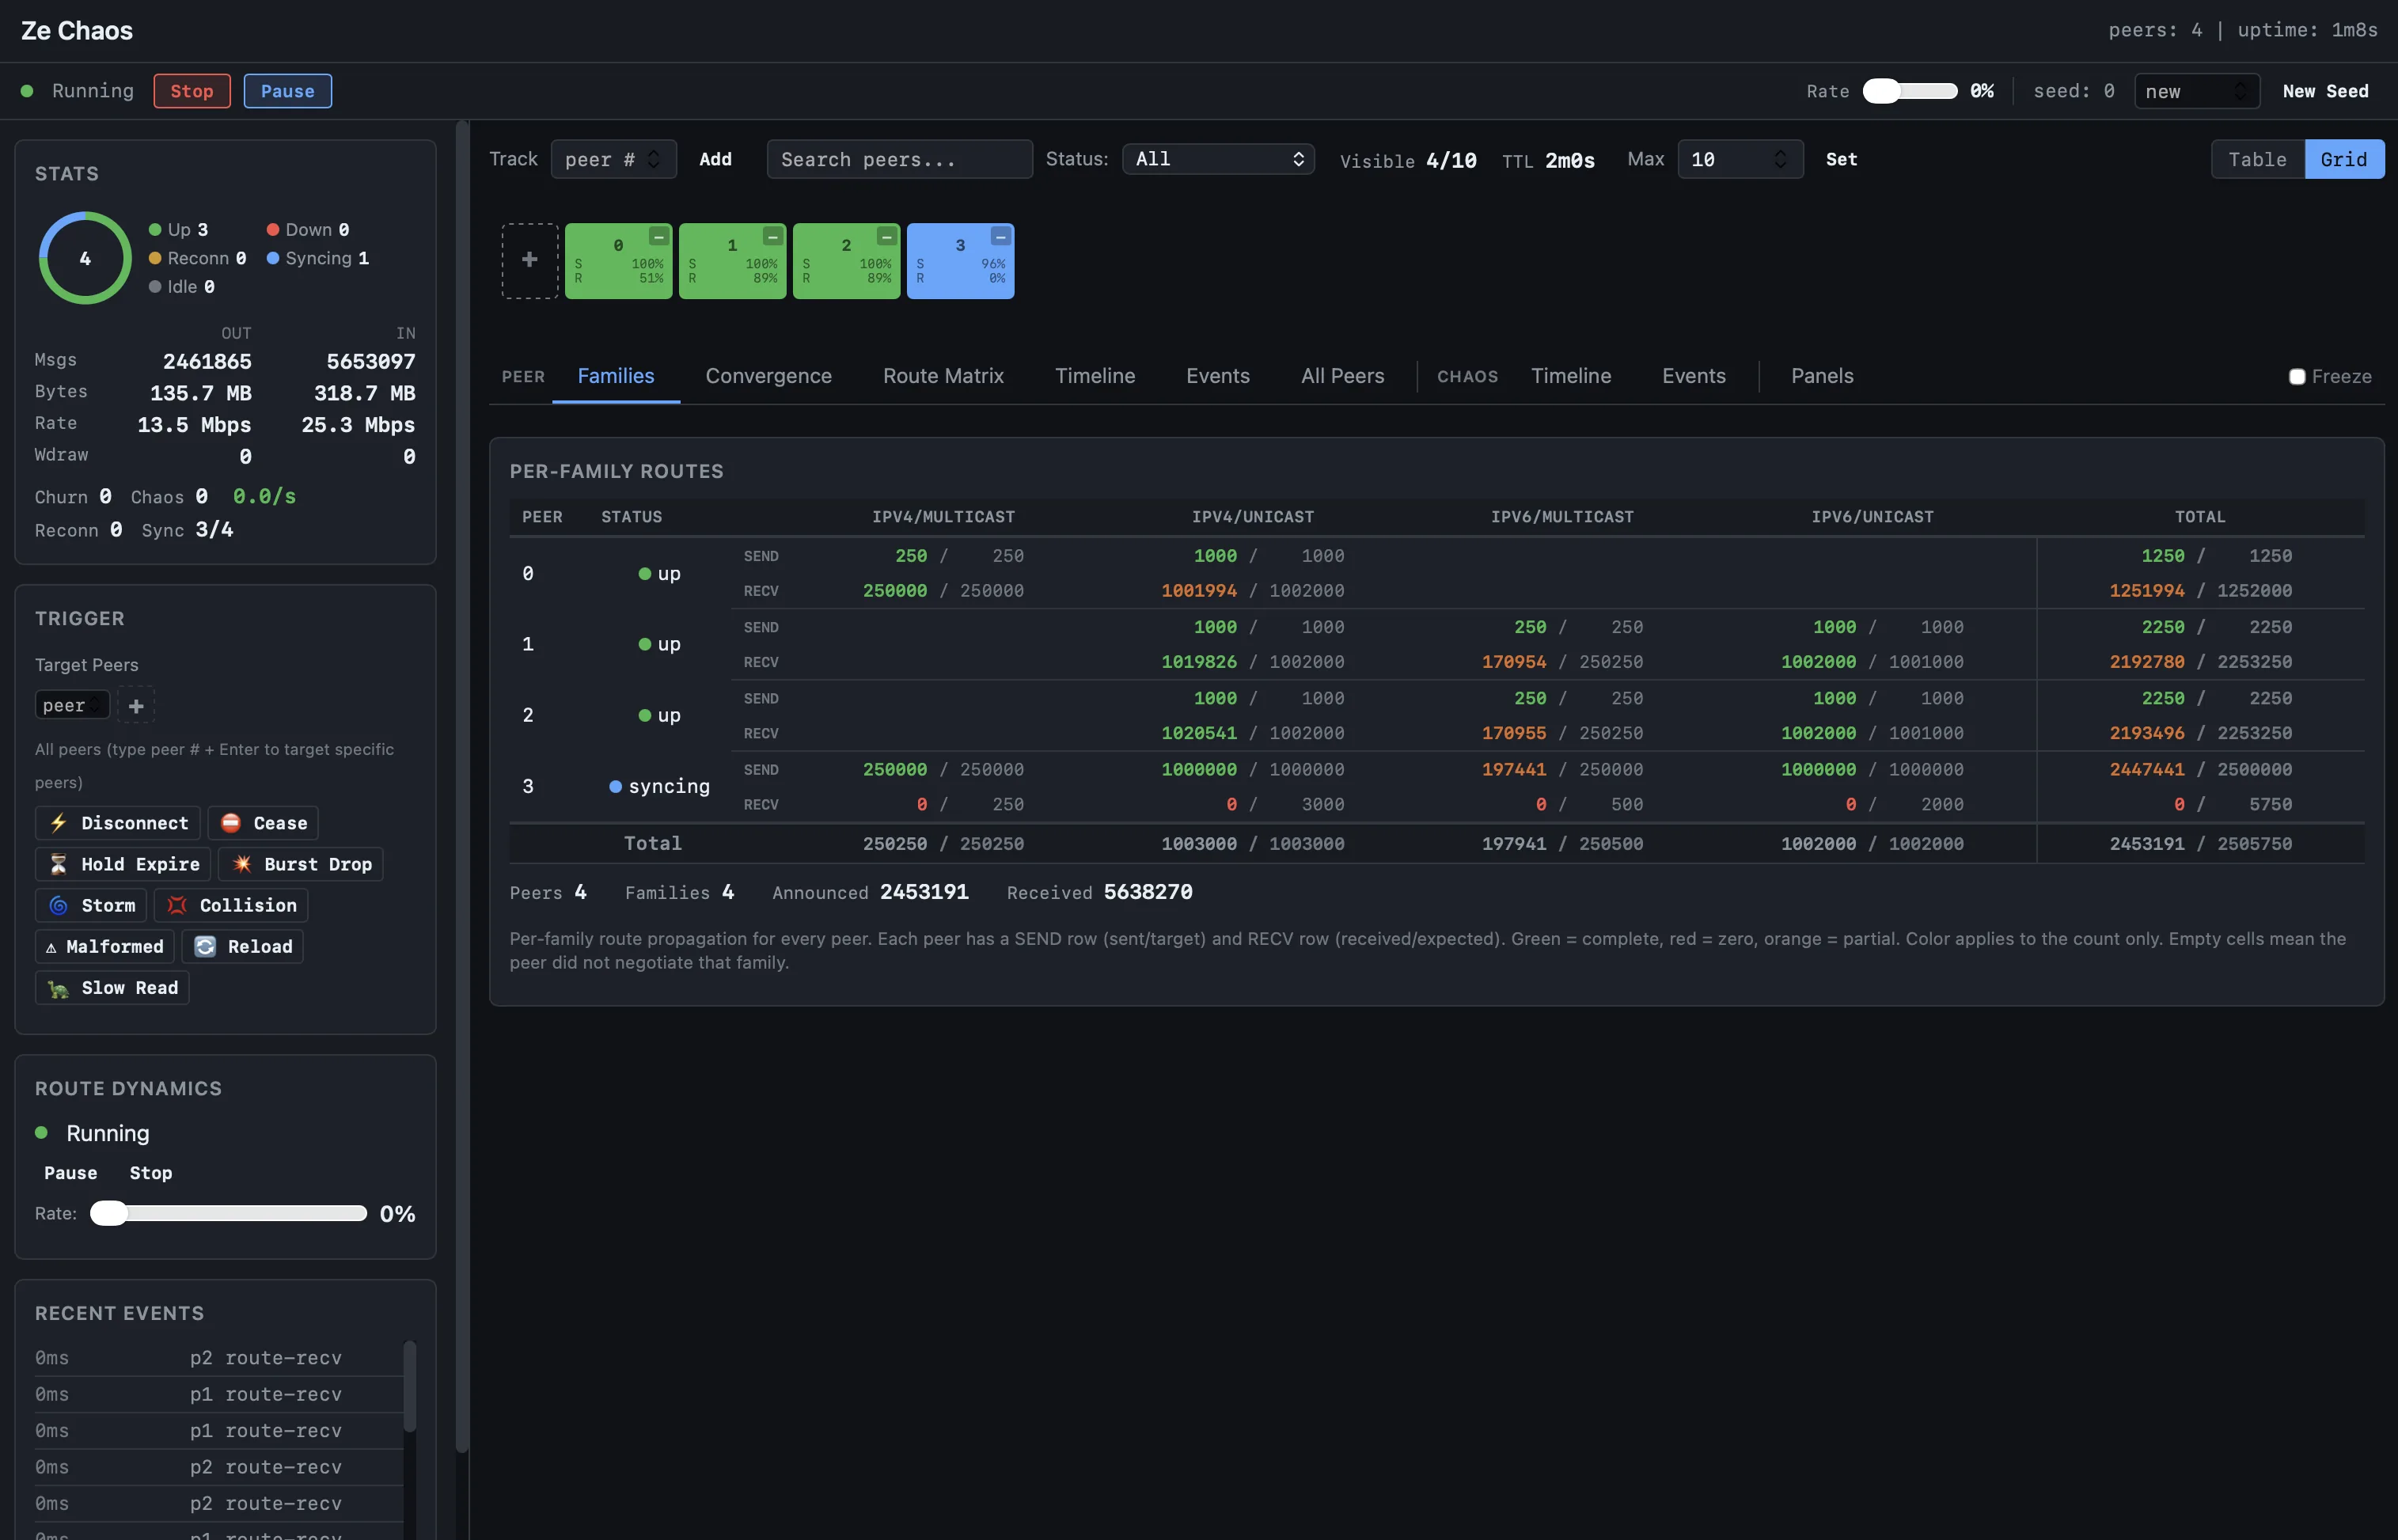 Ze Chaos
peers: 4 | uptime: 1m8s
Running Stop Pause
Rate 0% seed: 0 new New Seed
STATS
4
Up 3 Down 0
Reconn 0 Syncing 1
Idle 0
OUT IN
Msgs 2461865 5653097
Bytes 135.7 MB 318.7 MB
Rate 13.5 Mbps 25.3 Mbps
Wdraw 0 0
Churn 0 Chaos 0 0.0/s
Reconn 0 Sync 3/4
TRIGGER
Target Peers
peer +
All peers (type peer # + Enter to target specific
peers)
Disconnect Cease
Hold Expire Burst Drop
Storm Collision
Malformed Reload
Slow Read
ROUTE DYNAMICS
Running
Pause Stop
Rate: 0%
RECENT EVENTS
0ms p2 route-recv
0ms p1 route-recv
0ms p1 route-recv
0ms p2 route-recv
0ms p2 route-recv
0ms p1 route-recv
Track peer # Add Search peers... Status: All Visible 4/10 TTL 2m0s Max 10 Set Table Grid
+
0 −
S 100%
R 51%
1 −
S 100%
R 89%
2 −
S 100%
R 89%
3 −
S 96%
R 0%
PEER Families Convergence Route Matrix Timeline Events All Peers CHAOS Timeline Events Panels Freeze
PER-FAMILY ROUTES
PEER STATUS IPV4/MULTICAST IPV4/UNICAST IPV6/MULTICAST IPV6/UNICAST TOTAL
0 up
SEND 250 / 250 1000 / 1000 1250 / 1250
RECV 250000 / 250000 1001994 / 1002000 1251994 / 1252000
1 up
SEND 1000 / 1000 250 / 250 1000 / 1000 2250 / 2250
RECV 1019826 / 1002000 170954 / 250250 1002000 / 1001000 2192780 / 2253250
2 up
SEND 1000 / 1000 250 / 250 1000 / 1000 2250 / 2250
RECV 1020541 / 1002000 170955 / 250250 1002000 / 1001000 2193496 / 2253250
3 syncing
SEND 250000 / 250000 1000000 / 1000000 197441 / 250000 1000000 / 1000000 2447441 / 2500000
RECV 0 / 250 0 / 3000 0 / 500 0 / 2000 0 / 5750
Total 250250 / 250250 1003000 / 1003000 197941 / 250500 1002000 / 1002000 2453191 / 2505750
Peers 4 Families 4 Announced 2453191 Received 5638270
Per-family route propagation for every peer. Each peer has a SEND row (sent/target) and RECV row (received/expected). Green = complete, red = zero, orange = partial. Color applies to the count only. Empty cells mean the
peer did not negotiate that family.